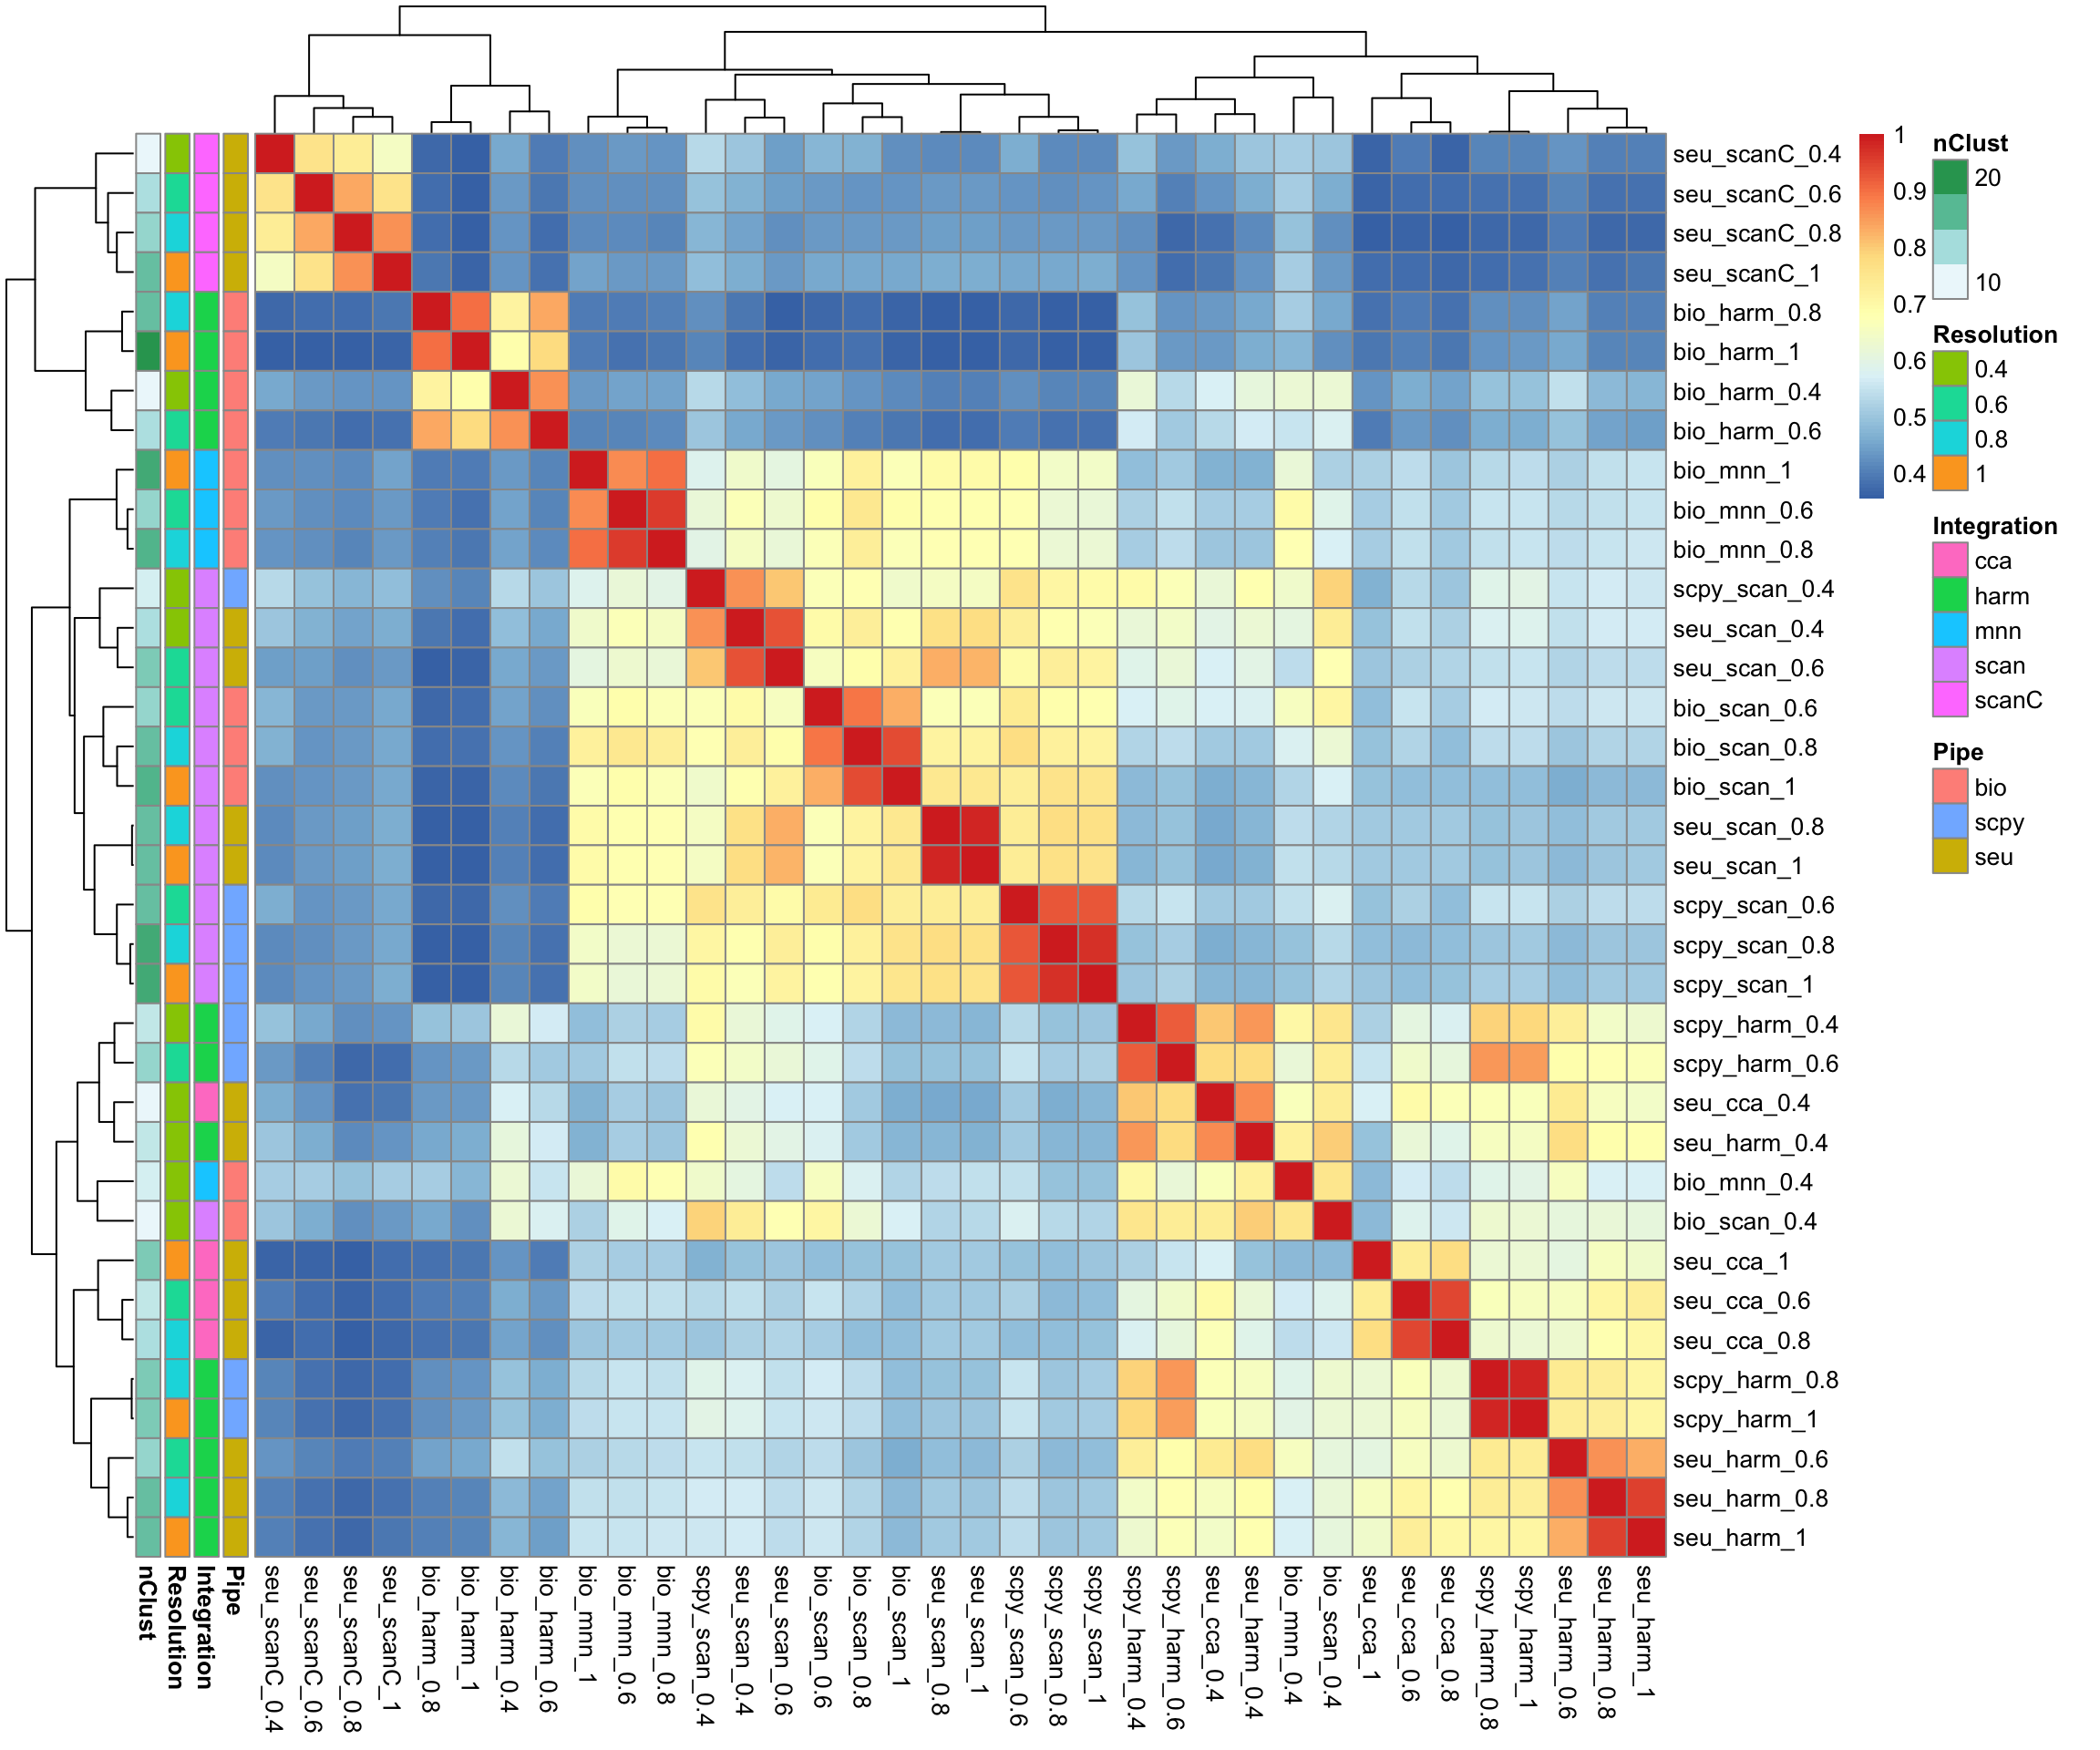 seu_scanC_0.4
seu_scanC_0.6
seu_scanC_0.8
seu_scanC_1
bio_harm_0.8
bio_harm_1
bio_harm_0.4
bio_harm_0.6
bio_mnn_1
bio_mnn_0.6
bio_mnn_0.8
scpy_scan_0.4
seu_scan_0.4
seu_scan_0.6
bio_scan_0.6
bio_scan_0.8
bio_scan_1
seu_scan_0.8
seu_scan_1
scpy_scan_0.6
scpy_scan_0.8
scpy_scan_1
scpy_harm_0.4
scpy_harm_0.6
seu_cca_0.4
seu_harm_0.4
bio_mnn_0.4
bio_scan_0.4
seu_cca_1
seu_cca_0.6
seu_cca_0.8
scpy_harm_0.8
scpy_harm_1
seu_harm_0.6
seu_harm_0.8
seu_harm_1
1
0.9
0.8
0.7
0.6
0.5
0.4
nClust
20
10
Resolution
0.4
0.6
0.8
1
Integration
cca
harm
mnn
scan
scanC
Pipe
bio
scpy
seu
nClust
Resolution
Integration
Pipe
seu_scanC_0.4
seu_scanC_0.6
seu_scanC_0.8
seu_scanC_1
bio_harm_0.8
bio_harm_1
bio_harm_0.4
bio_harm_0.6
bio_mnn_1
bio_mnn_0.6
bio_mnn_0.8
scpy_scan_0.4
seu_scan_0.4
seu_scan_0.6
bio_scan_0.6
bio_scan_0.8
bio_scan_1
seu_scan_0.8
seu_scan_1
scpy_scan_0.6
scpy_scan_0.8
scpy_scan_1
scpy_harm_0.4
scpy_harm_0.6
seu_cca_0.4
seu_harm_0.4
bio_mnn_0.4
bio_scan_0.4
seu_cca_1
seu_cca_0.6
seu_cca_0.8
scpy_harm_0.8
scpy_harm_1
seu_harm_0.6
seu_harm_0.8
seu_harm_1